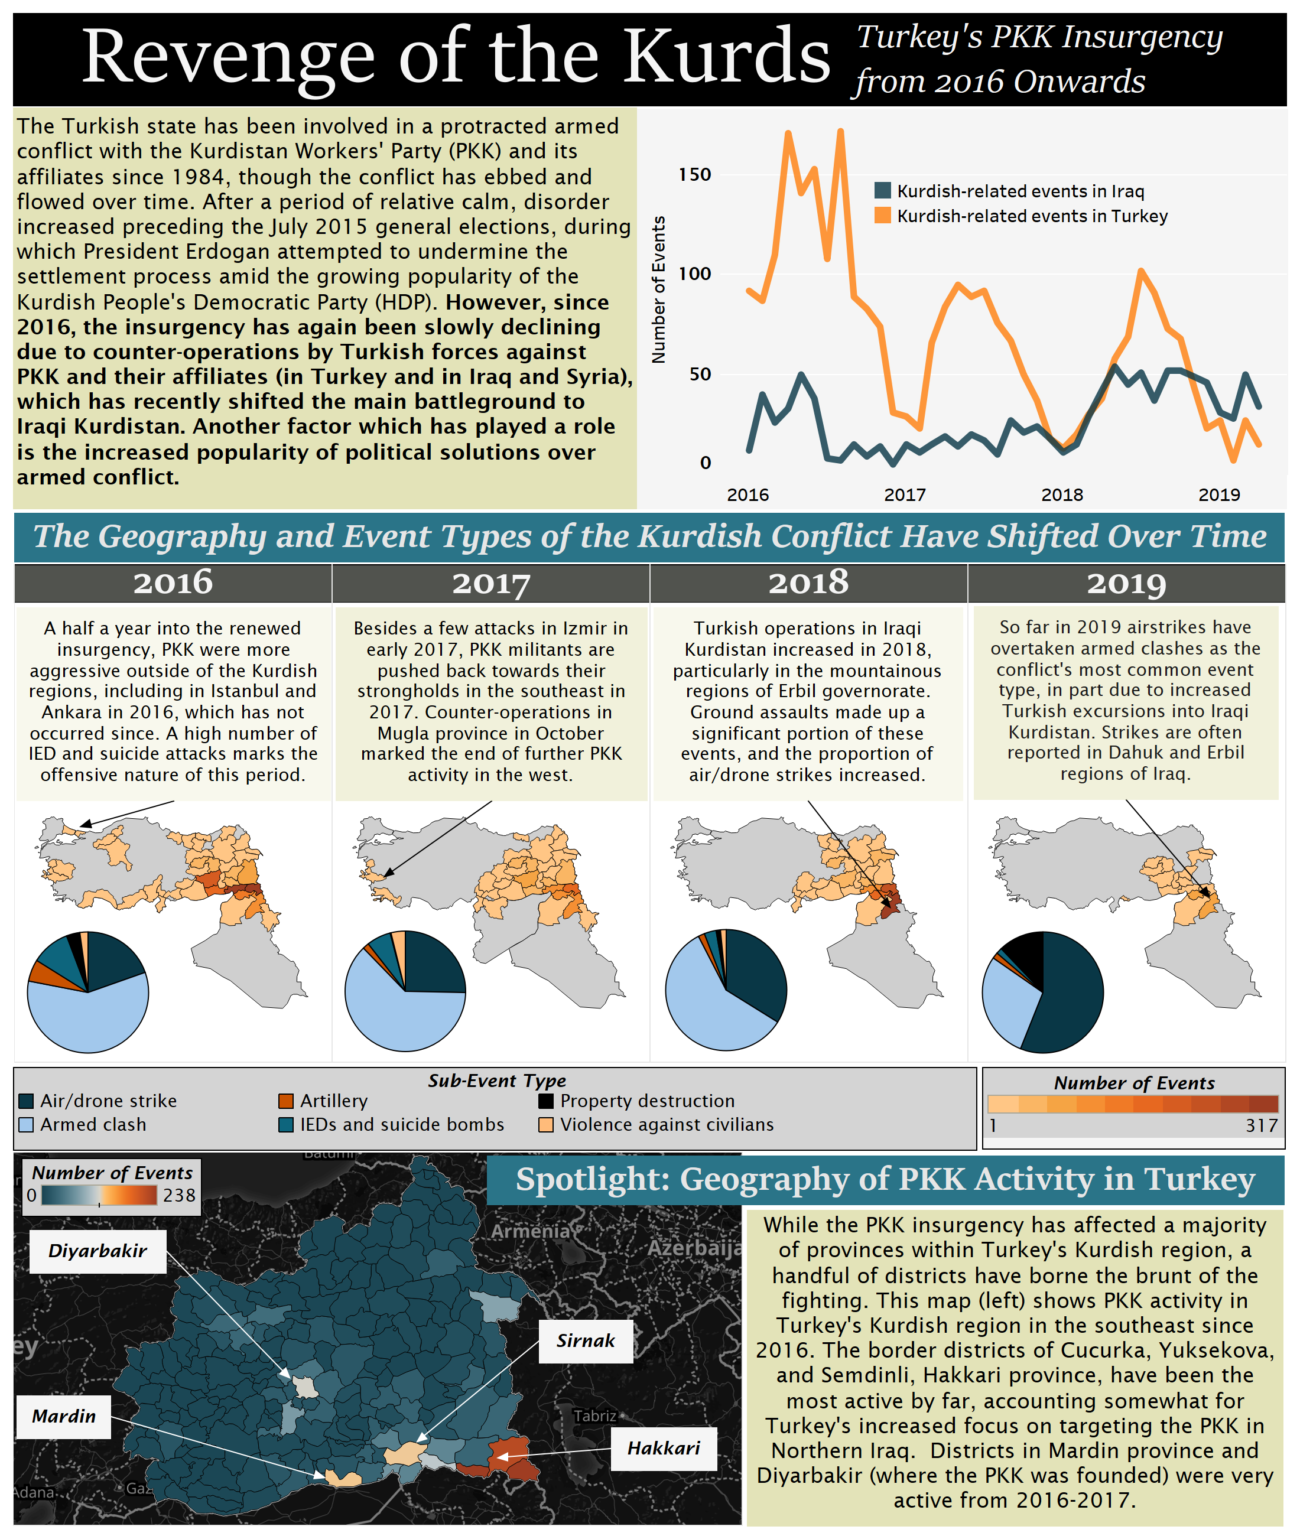 Revenge of the Kurds
Turkey's PKK Insurgency
from 2016 Onwards
The Turkish state has been involved in a protracted armed
conflict with the Kurdistan Workers' Party (PKK) and its
affiliates since 1984, though the conflict has ebbed and
flowed over time. After a period of relative calm, disorder
increased preceding the July 2015 general elections, during
which President Erdogan attempted to undermine the
settlement process amid the growing popularity of the
Kurdish People's Democratic Party (HDP). However, since
2016, the insurgency has again been slowly declining
due to counter-operations by Turkish forces against
PKK and their affiliates (in Turkey and in Iraq and Syria),
which has recently shifted the main battleground to
Iraqi Kurdistan. Another factor which has played a role
is the increased popularity of political solutions over
armed conflict.
Number of Events
150
100
50
0
Kurdish-related events in Iraq
Kurdish-related events in Turkey
2016 2017 2018 2019
The Geography and Event Types of the Kurdish Conflict Have Shifted Over Time
2016
A half a year into the renewed
insurgency, PKK were more
aggressive outside of the Kurdish
regions, including in Istanbul and
Ankara in 2016, which has not
occurred since. A high number of
IED and suicide attacks marks the
offensive nature of this period.
2017
Besides a few attacks in Izmir in
early 2017, PKK militants are
pushed back towards their
strongholds in the southeast in
2017. Counter-operations in
Mugla province in October
marked the end of further PKK
activity in the west.
2018
Turkish operations in Iraqi
Kurdistan increased in 2018,
particularly in the mountainous
regions of Erbil governorate.
Ground assaults made up a
significant portion of these
events, and the proportion of
air/drone strikes increased.
2019
So far in 2019 airstrikes have
overtaken armed clashes as the
conflict's most common event
type, in part due to increased
Turkish excursions into Iraqi
Kurdistan. Strikes are often
reported in Dahuk and Erbil
regions of Iraq.
Sub-Event Type
Air/drone strike
Artillery
Property destruction
Armed clash
IEDs and suicide bombs
Violence against civilians
Number of Events
1 317
Number of Events
0 238
Batumi
Armenia
Azerbaija
Diyarbakir
Sirnak
Mardin
Hakkari
ey
Tabriz
Adana
Gaz
Spotlight: Geography of PKK Activity in Turkey
While the PKK insurgency has affected a majority
of provinces within Turkey's Kurdish region, a
handful of districts have borne the brunt of the
fighting. This map (left) shows PKK activity in
Turkey's Kurdish region in the southeast since
2016. The border districts of Cucurka, Yuksekova,
and Semdinli, Hakkari province, have been the
most active by far, accounting somewhat for
Turkey's increased focus on targeting the PKK in
Northern Iraq. Districts in Mardin province and
Diyarbakir (where the PKK was founded) were very
active from 2016-2017.